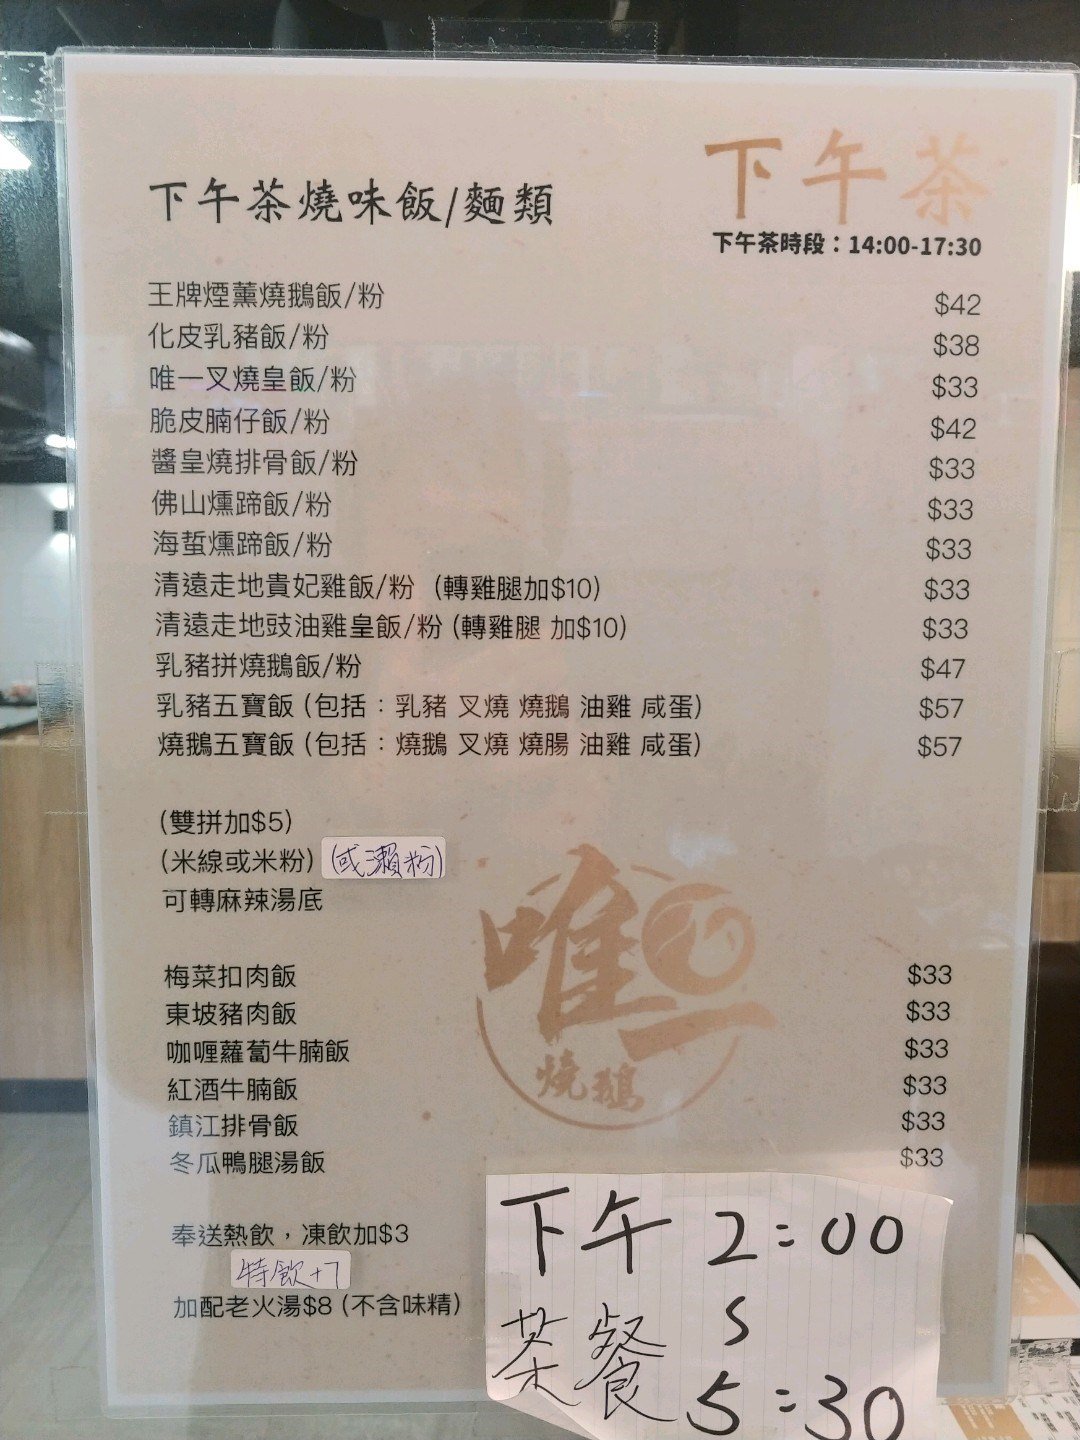 下午茶
下午茶燒味飯/麵類
下午茶時段：14:00-17:30
王牌煙薰燒鵝飯/粉 $42
化皮乳豬飯/粉 $38
唯一叉燒皇飯/粉 $33
脆皮腩仔飯/粉 $42
醬皇燒排骨飯/粉 $33
佛山燻蹄飯/粉 $33
海蜇燻蹄飯/粉 $33
清遠走地貴妃雞飯/粉 (轉雞腿加$10) $33
清遠走地豉油雞皇飯/粉 (轉雞腿 加$10) $33
乳豬拼燒鵝飯/粉 $47
乳豬五寶飯 (包括：乳豬 叉燒 燒鵝 油雞 咸蛋) $57
燒鵝五寶飯 (包括：燒鵝 叉燒 燒腸 油雞 咸蛋) $57
(雙拼加$5)
(米線或米粉) (或瀨粉)
可轉麻辣湯底
唯一
燒鵝
梅菜扣肉飯 $33
東坡豬肉飯 $33
咖喱蘿蔔牛腩飯 $33
紅酒牛腩飯 $33
鎮江排骨飯 $33
冬瓜鴨腿湯飯 $33
奉送熱飲，凍飲加$3
特飲+7
加配老火湯$8 (不含味精)
下午 2:00
茶餐 S
5:30